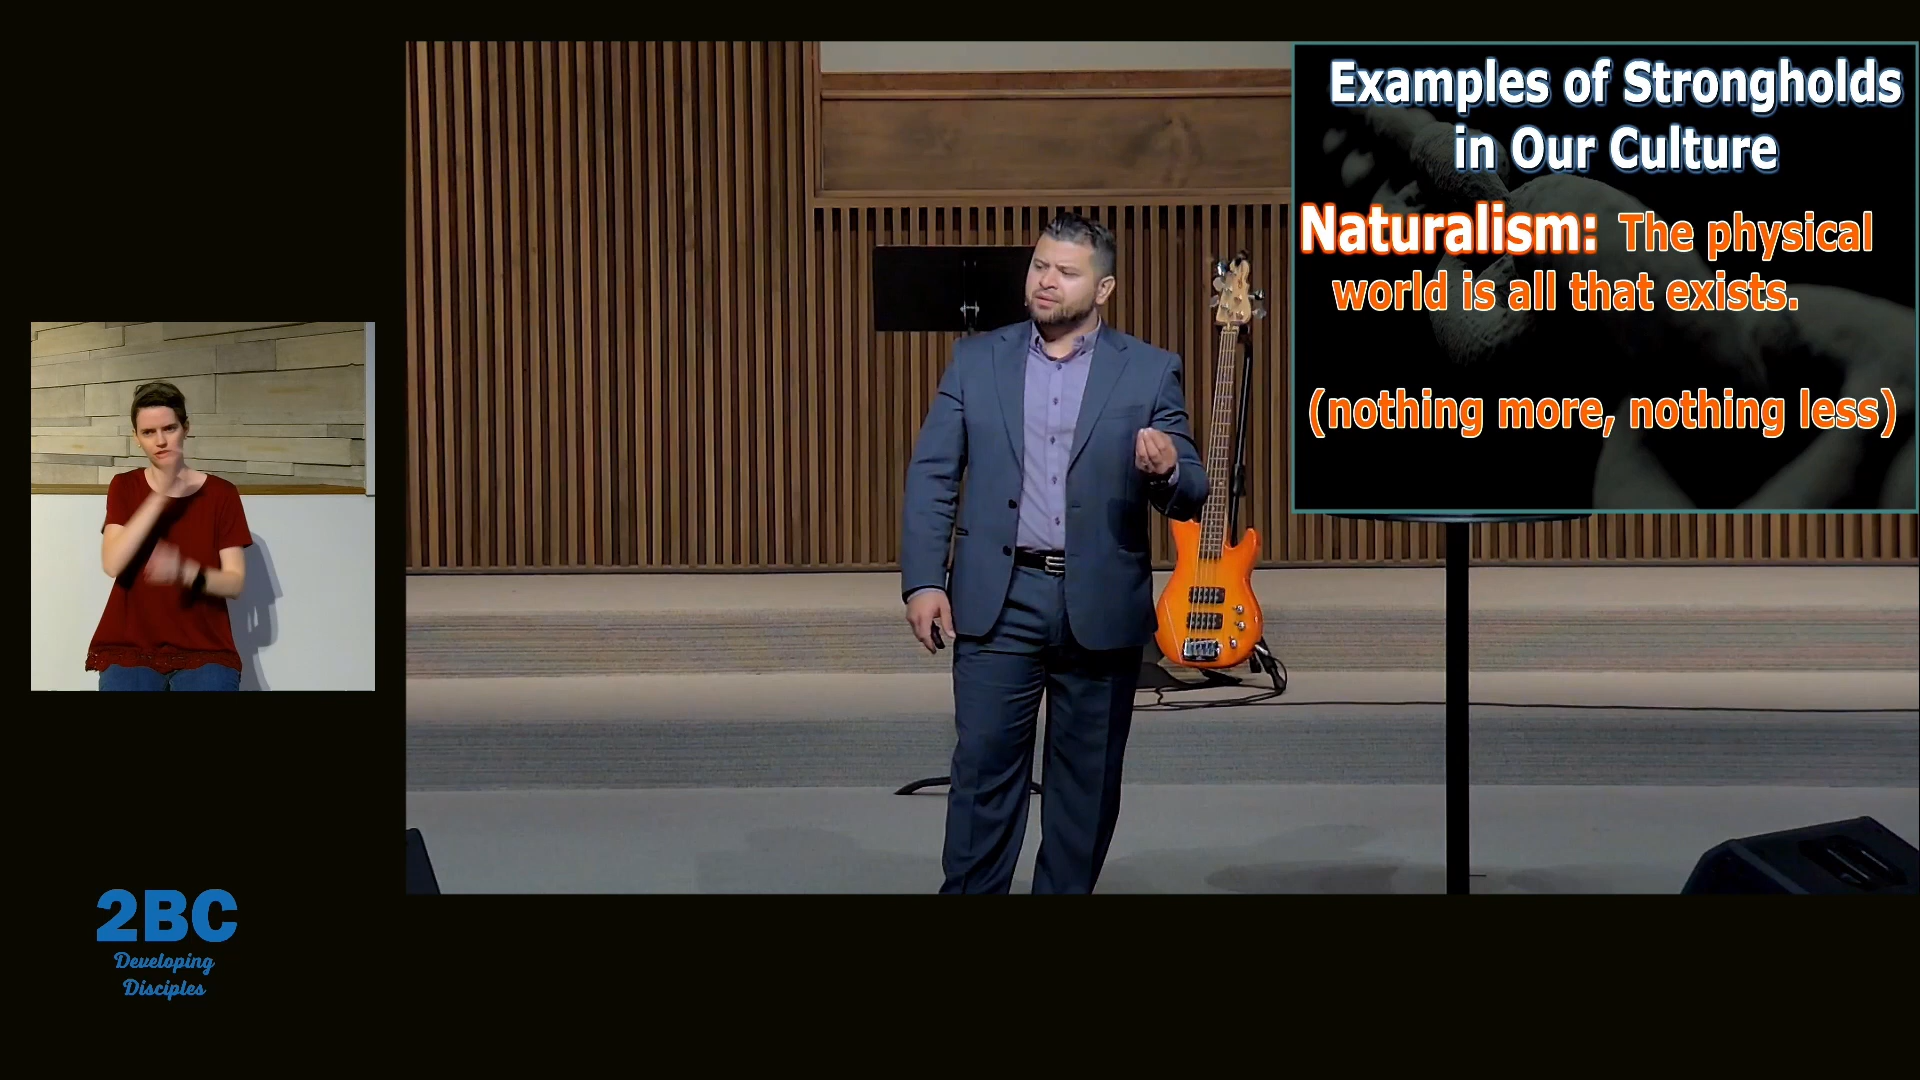 Examples of Strongholds
in Our Culture
Naturalism: The physical
world is all that exists.
(nothing more, nothing less)
2BC
Developing
Disciples